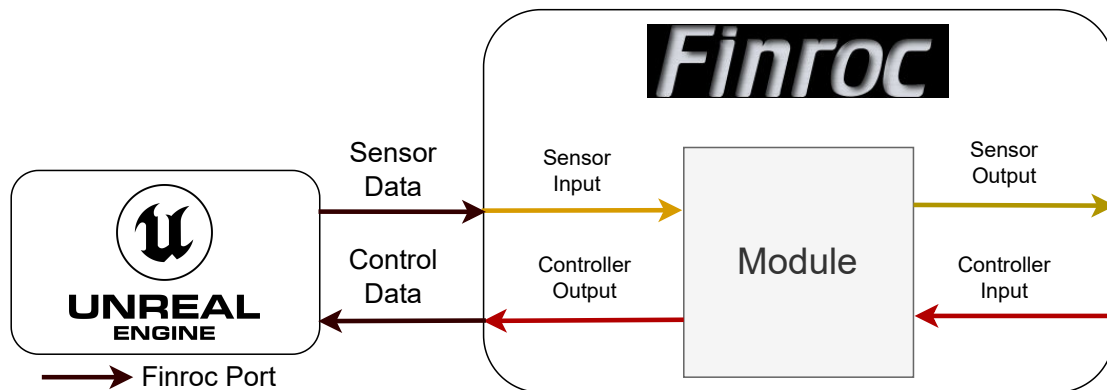 Finroc
Sensor
Data
Sensor
Input
Sensor
Output
Module
Control
Data
Controller
Output
Controller
Input
UNREAL
ENGINE
Finroc Port